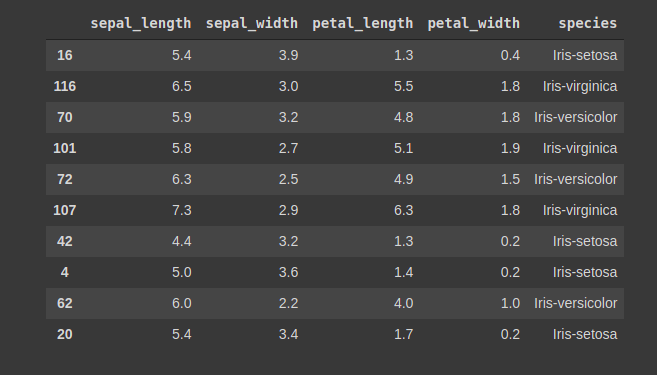 sepal_length sepal_width petal_length petal_width species
16 5.4 3.9 1.3 0.4 Iris-setosa
116 6.5 3.0 5.5 1.8 Iris-virginica
70 5.9 3.2 4.8 1.8 Iris-versicolor
101 5.8 2.7 5.1 1.9 Iris-virginica
72 6.3 2.5 4.9 1.5 Iris-versicolor
107 7.3 2.9 6.3 1.8 Iris-virginica
42 4.4 3.2 1.3 0.2 Iris-setosa
4 5.0 3.6 1.4 0.2 Iris-setosa
62 6.0 2.2 4.0 1.0 Iris-versicolor
20 5.4 3.4 1.7 0.2 Iris-setosa